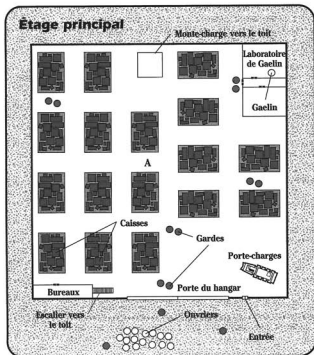 Étage principal
Monte-charge vers le toit
Laboratoire
de Gaelin
Gaelin
A
Caisses
Gardes
Porte-charges
Bureaux
Porte du hangar
Escalier vers
le toit
Onvriers
Entrée